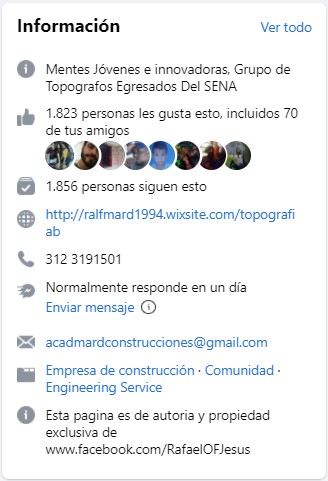 Información
Ver todo
Mentes Jóvenes e innovadoras, Grupo de
Topografos Egresados Del SENA
1.823 personas les gusta esto, incluidos 70
de tus amigos
1.856 personas siguen esto
http://ralfmard1994.wixsite.com/topografi
ab
312 3191501
Normalmente responde en un día
Enviar mensaje
acadmardconstrucciones@gmail.com
Empresa de construcción · Comunidad ·
Engineering Service
Esta pagina es de autoria y propiedad
exclusiva de
www.facebook.com/RafaelOFJesus